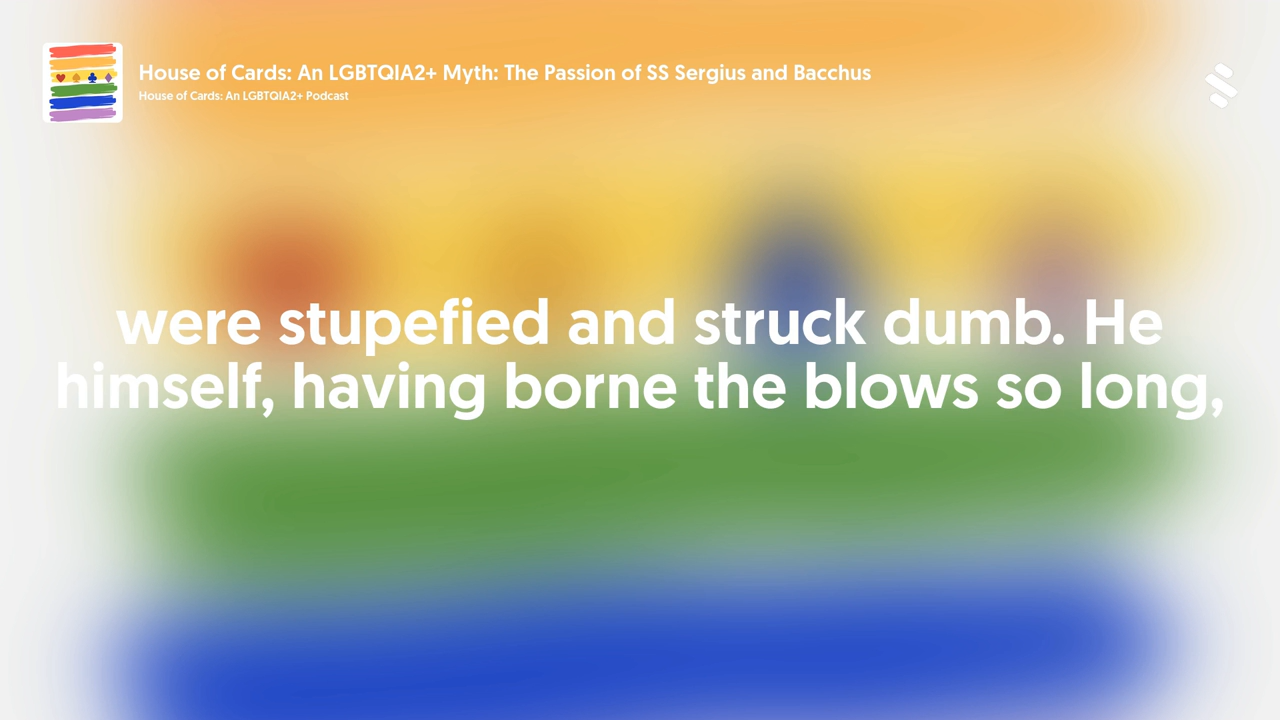 House of Cards: An LGBTQIA2+ Myth: The Passion of SS Sergius and Bacchus
House of Cards: An LGBTQIA2+ Podcast
were stupefied and struck dumb. He
himself, having borne the blows so long,